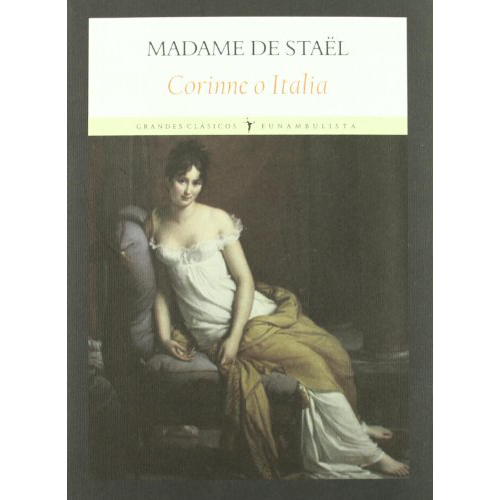 MADAME DE STAËL
Corinne o Italia
GRANDES CLÁSICOS FUNAMBULISTA